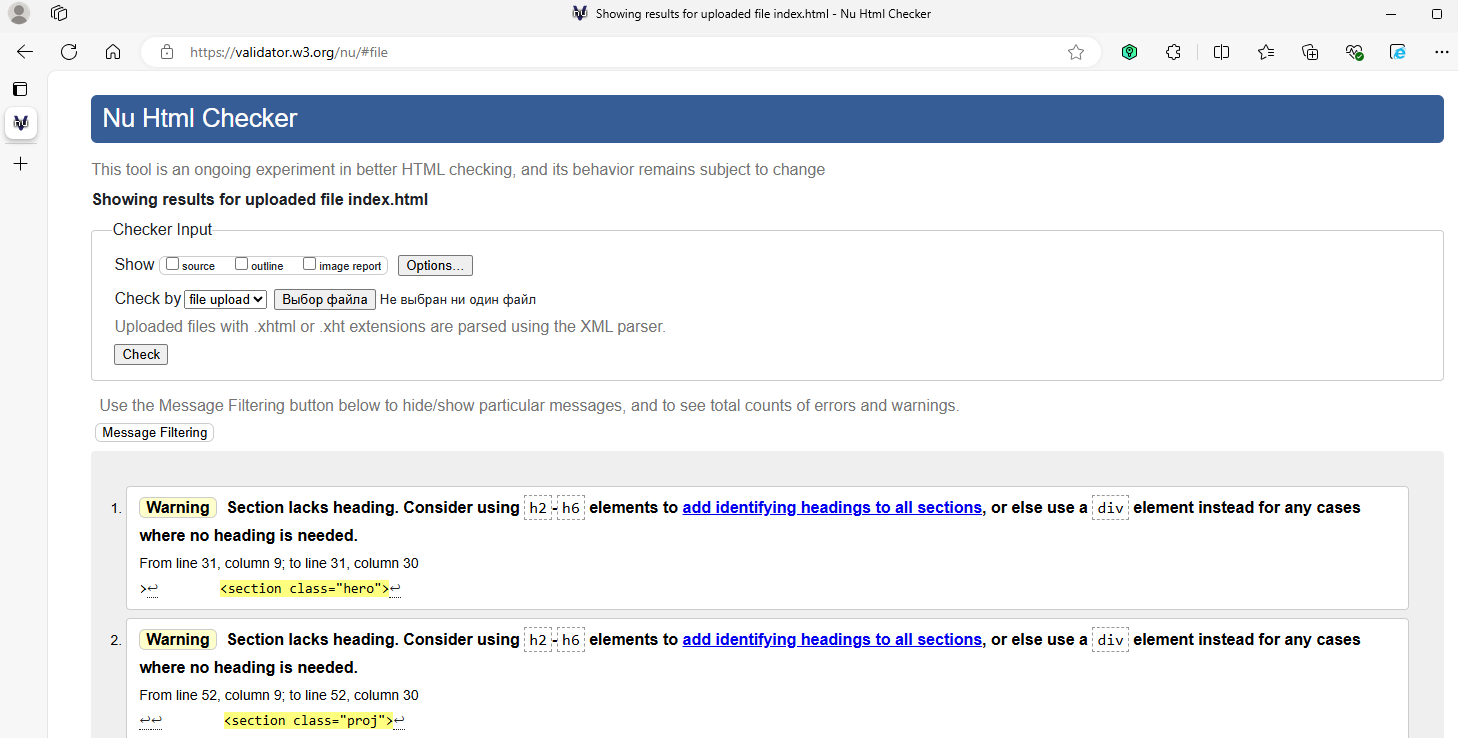 Showing results for uploaded file index.html - Nu Html Checker
https://validator.w3.org/nu/#file
Nu Html Checker
This tool is an ongoing experiment in better HTML checking, and its behavior remains subject to change
Showing results for uploaded file index.html
Checker Input
Show source outline image report Options...
Check by file upload Выбор файла Не выбран ни один файл
Uploaded files with .xhtml or .xht extensions are parsed using the XML parser.
Check
Use the Message Filtering button below to hide/show particular messages, and to see total counts of errors and warnings.
Message Filtering
1. Warning Section lacks heading. Consider using h2-h6 elements to add identifying headings to all sections, or else use a div element instead for any cases
where no heading is needed.
From line 31, column 9; to line 31, column 30
>↩ <section class="hero">↩
2. Warning Section lacks heading. Consider using h2-h6 elements to add identifying headings to all sections, or else use a div element instead for any cases
where no heading is needed.
From line 52, column 9; to line 52, column 30
↩↩ <section class="proj">↩